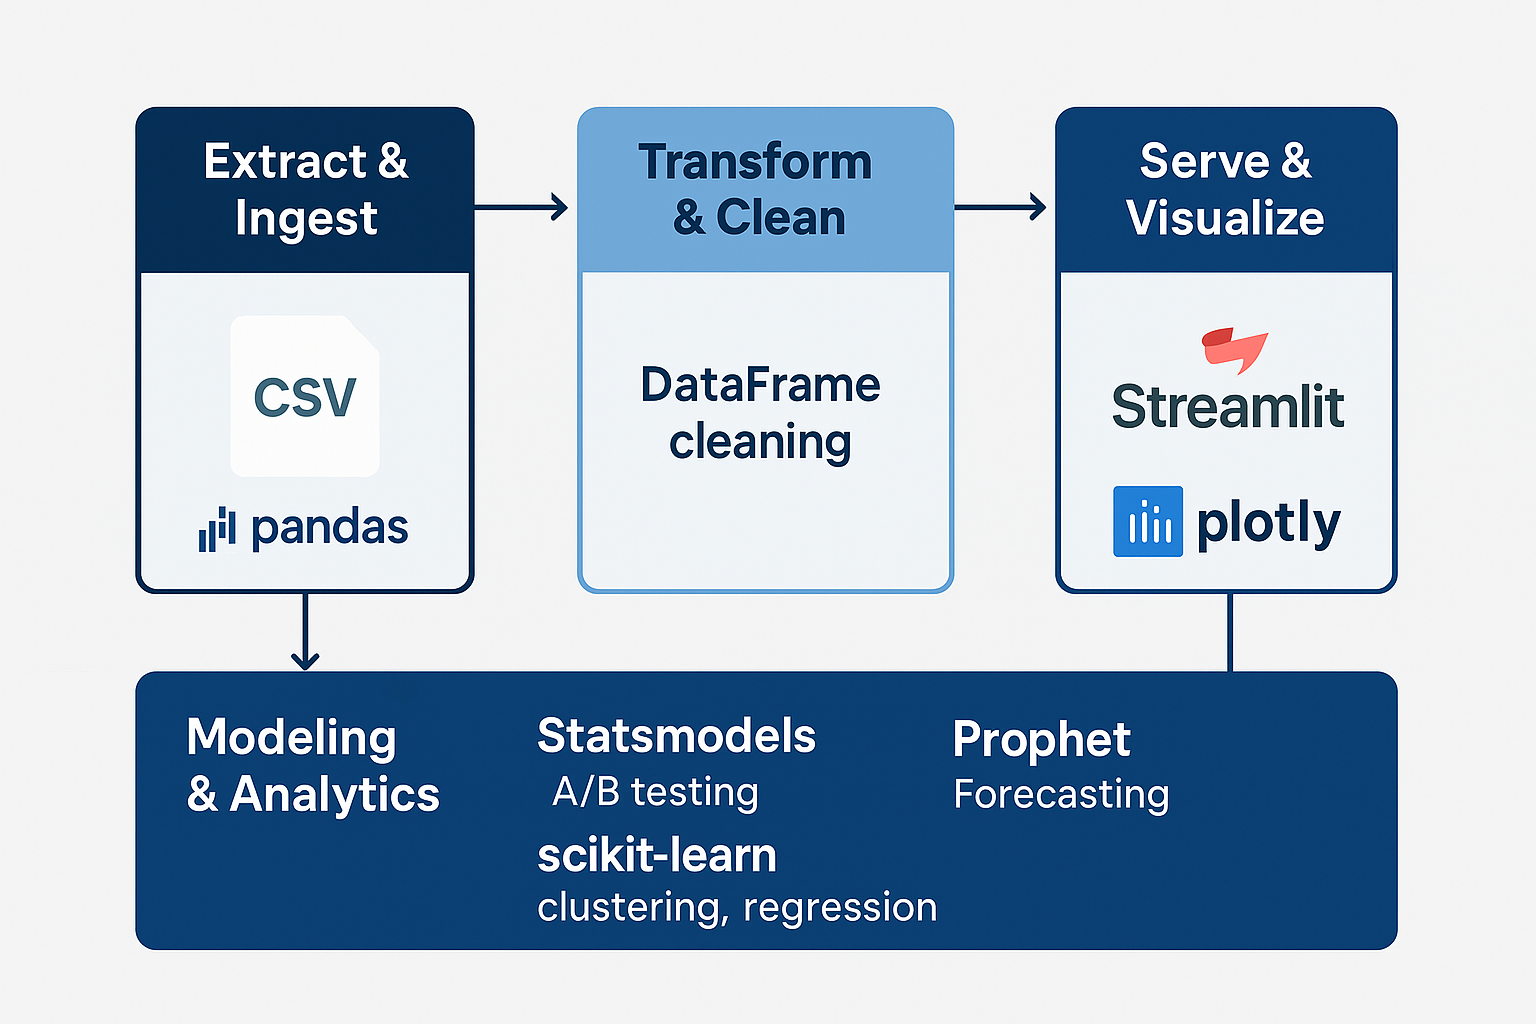 Extract &
Ingest
CSV
pandas
Transform
& Clean
DataFrame
cleaning
Serve &
Visualize
Streamlit
plotly
Modeling
& Analytics
Statsmodels
A/B testing
scikit-learn
clustering, regression
Prophet
Forecasting